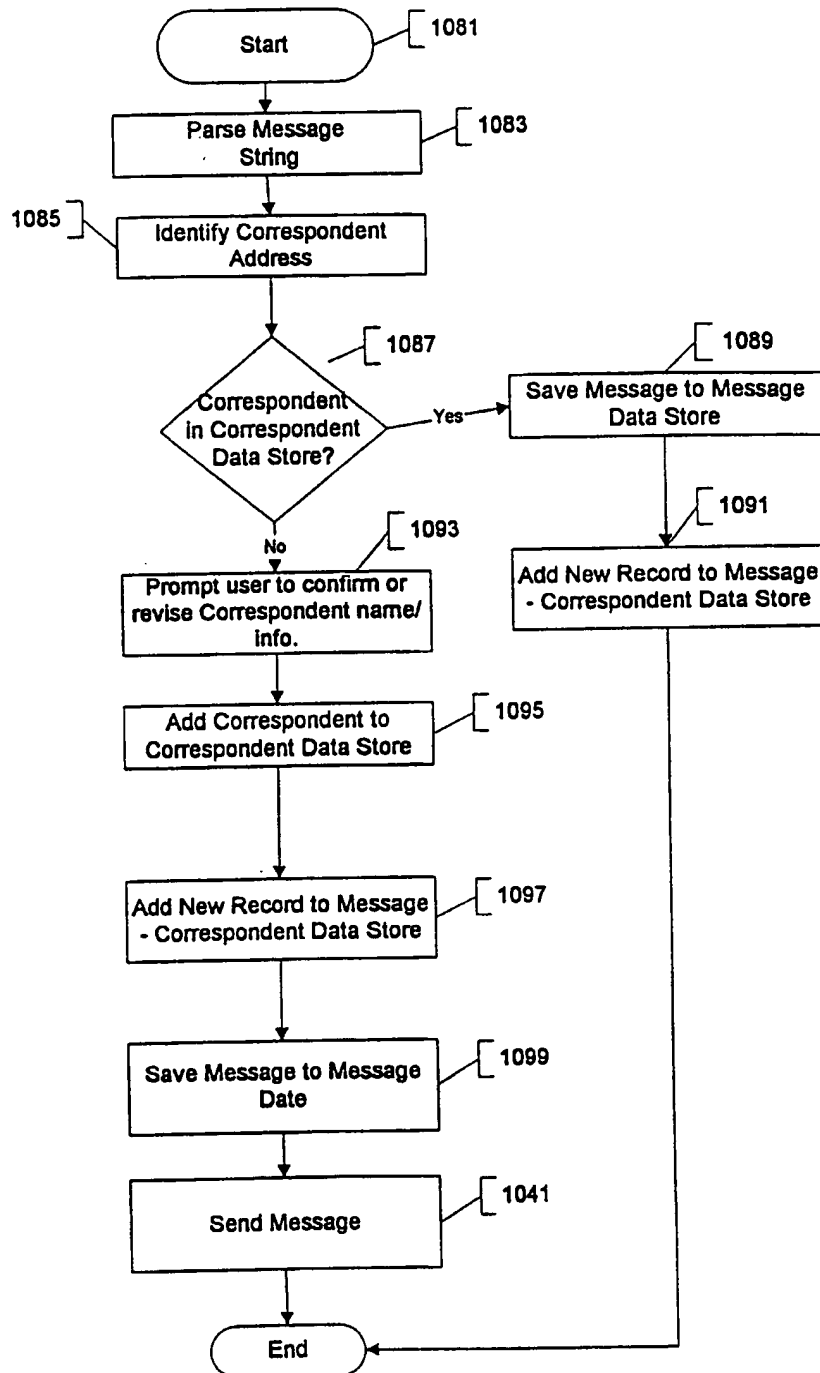 Start
1081
Parse Message
String
1083
1085
Identify Correspondent
Address
1087
Correspondent
in Correspondent
Data Store?
Yes
1089
Save Message to Message
Data Store
1091
Add New Record to Message
- Correspondent Data Store
No
1093
Prompt user to confirm or
revise Correspondent name/
info.
Add Correspondent to
Correspondent Data Store
1095
Add New Record to Message
- Correspondent Data Store
1097
Save Message to Message
Date
1099
Send Message
1041
End